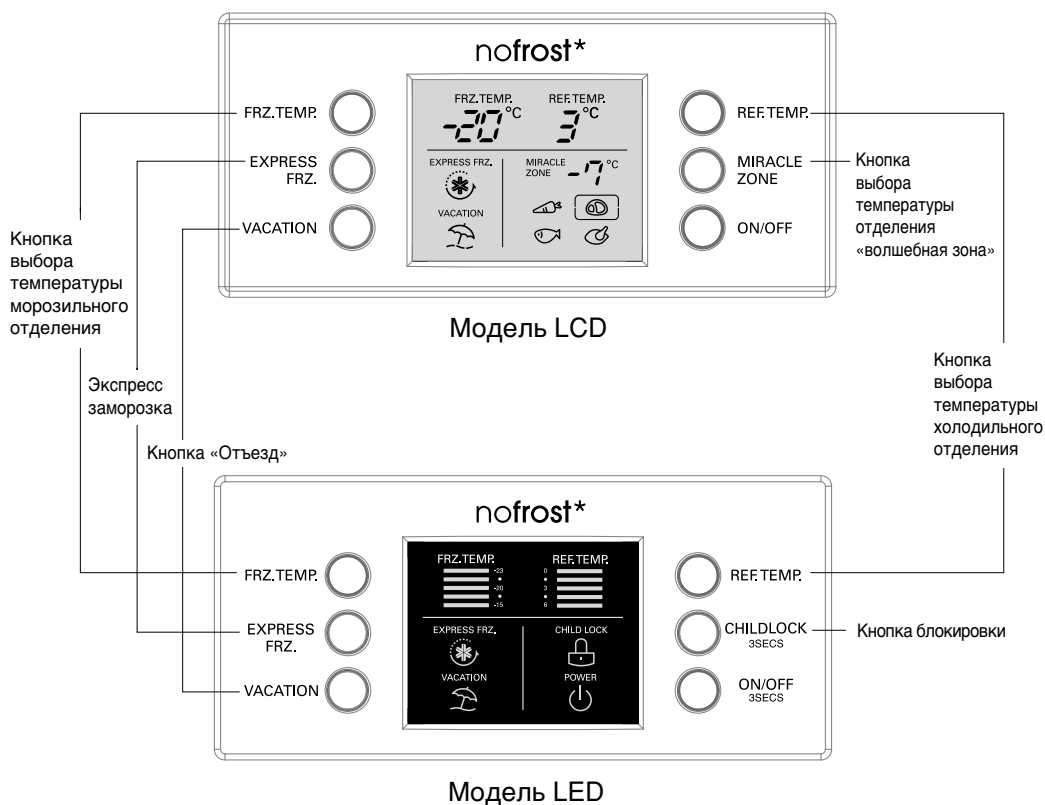 nofrost*
FRZ.TEMP.
EXPRESS
FRZ.
VACATION
FRZ.TEMP.
REF.TEMP.
-20 °C
3 °C
EXPRESS FRZ.
MIRACLE
ZONE
-7 °C
VACATION
REF.TEMP.
MIRACLE
ZONE
ON/OFF
Модель LCD
Кнопка
выбора
температуры
морозильного
отделения
Экспресс
заморозка
Кнопка «Отъезд»
Кнопка
выбора
температуры
отделения
«волшебная зона»
Кнопка
выбора
температуры
холодильного
отделения
nofrost*
FRZ.TEMP.
EXPRESS
FRZ.
VACATION
FRZ.TEMP.
-23
-20
-15
REF.TEMP.
0
3
6
EXPRESS FRZ.
CHILD LOCK
VACATION
POWER
REF.TEMP.
CHILDLOCK
3SECS
ON/OFF
3SECS
Кнопка блокировки
Модель LED